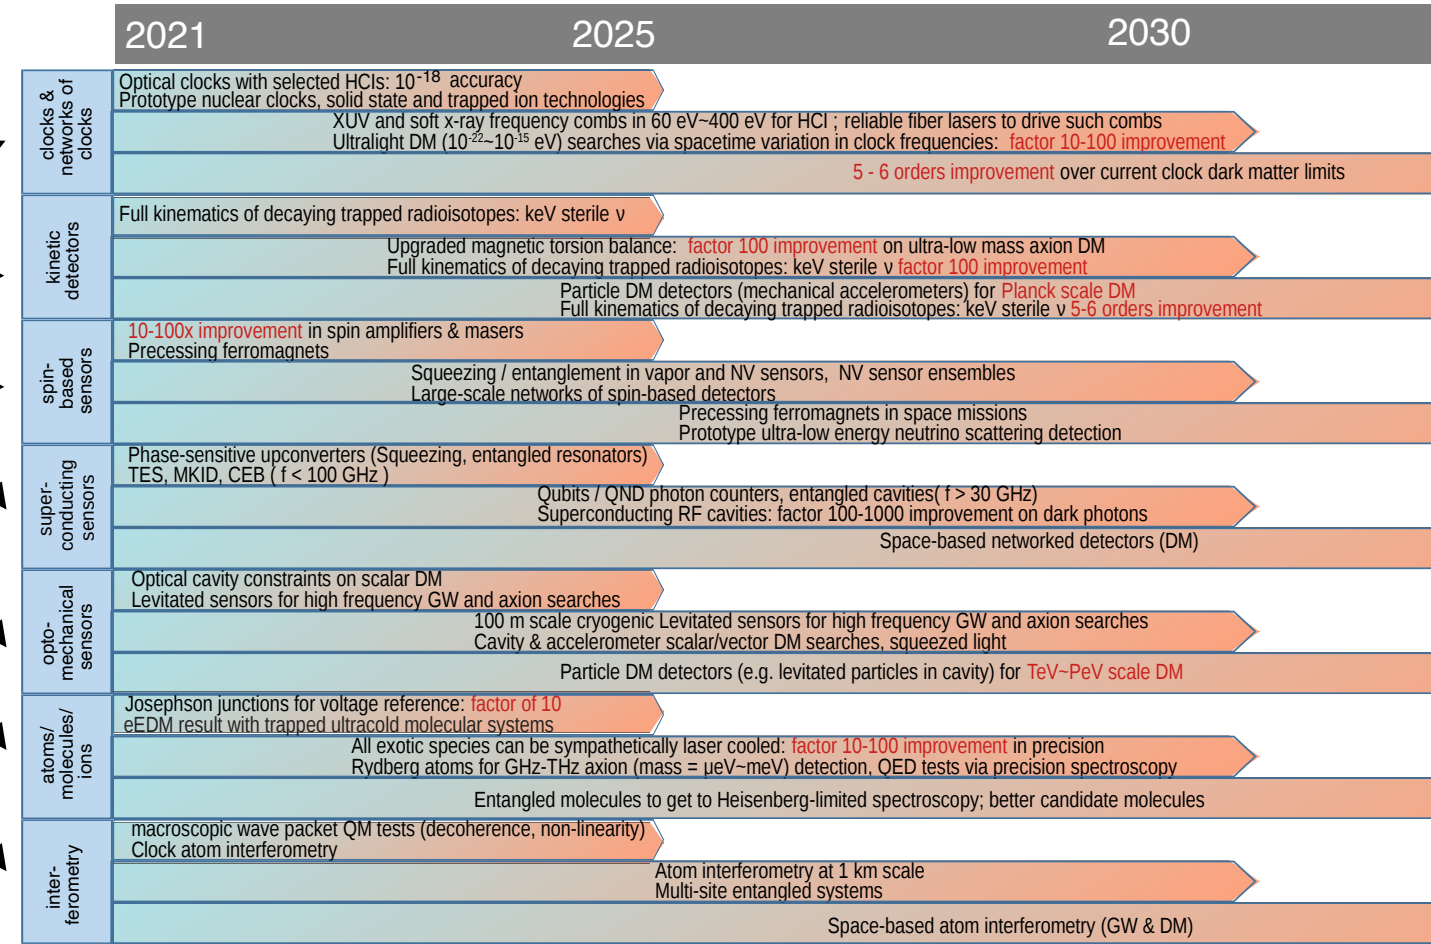 2021 2025 2030
clocks &
networks of
clocks
Optical clocks with selected HCIs: 10-18 accuracy
Prototype nuclear clocks, solid state and trapped ion technologies
XUV and soft x-ray frequency combs in 60 eV~400 eV for HCI ; reliable fiber lasers to drive such combs
Ultralight DM (10-22~10-15 eV) searches via spacetime variation in clock frequencies: factor 10-100 improvement
5 - 6 orders improvement over current clock dark matter limits
kinetic
detectors
Full kinematics of decaying trapped radioisotopes: keV sterile ν
Upgraded magnetic torsion balance: factor 100 improvement on ultra-low mass axion DM
Full kinematics of decaying trapped radioisotopes: keV sterile ν factor 100 improvement
Particle DM detectors (mechanical accelerometers) for Planck scale DM
Full kinematics of decaying trapped radioisotopes: keV sterile ν 5-6 orders improvement
spin-
based
sensors
10-100x improvement in spin amplifiers & masers
Precessing ferromagnets
Squeezing / entanglement in vapor and NV sensors, NV sensor ensembles
Large-scale networks of spin-based detectors
Precessing ferromagnets in space missions
Prototype ultra-low energy neutrino scattering detection
super-
conducting
sensors
Phase-sensitive upconverters (Squeezing, entangled resonators)
TES, MKID, CEB ( f < 100 GHz )
Qubits / QND photon counters, entangled cavities( f > 30 GHz)
Superconducting RF cavities: factor 100-1000 improvement on dark photons
Space-based networked detectors (DM)
opto-
mechanical
sensors
Optical cavity constraints on scalar DM
Levitated sensors for high frequency GW and axion searches
100 m scale cryogenic Levitated sensors for high frequency GW and axion searches
Cavity & accelerometer scalar/vector DM searches, squeezed light
Particle DM detectors (e.g. levitated particles in cavity) for TeV~PeV scale DM
atoms/
molecules/
ions
Josephson junctions for voltage reference: factor of 10
eEDM result with trapped ultracold molecular systems
All exotic species can be sympathetically laser cooled: factor 10-100 improvement in precision
Rydberg atoms for GHz-THz axion (mass = μeV~meV) detection, QED tests via precision spectroscopy
Entangled molecules to get to Heisenberg-limited spectroscopy; better candidate molecules
inter-
ferometry
macroscopic wave packet QM tests (decoherence, non-linearity)
Clock atom interferometry
Atom interferometry at 1 km scale
Multi-site entangled systems
Space-based atom interferometry (GW & DM)